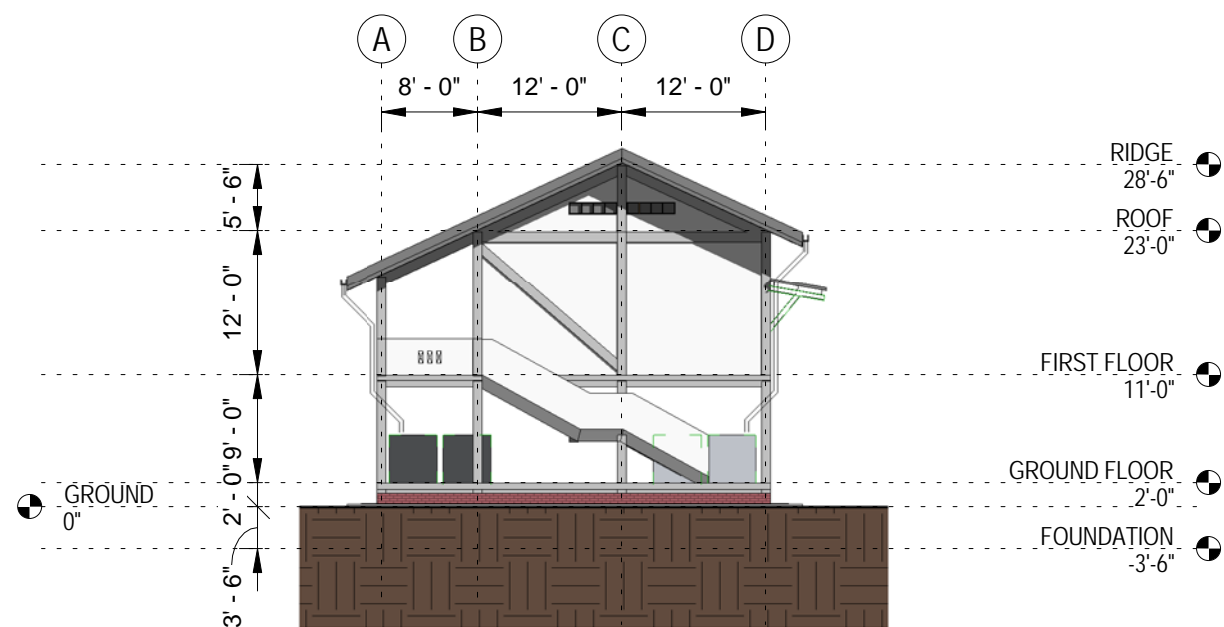 A B C D
8' - 0" 12' - 0" 12' - 0"
RIDGE
28'-6"
5' - 6"
ROOF
23'-0"
12' - 0"
FIRST FLOOR
11'-0"
9' - 0"
GROUND FLOOR
2'-0"
2' - 0"
GROUND
0"
FOUNDATION
-3'-6"
3' - 6"